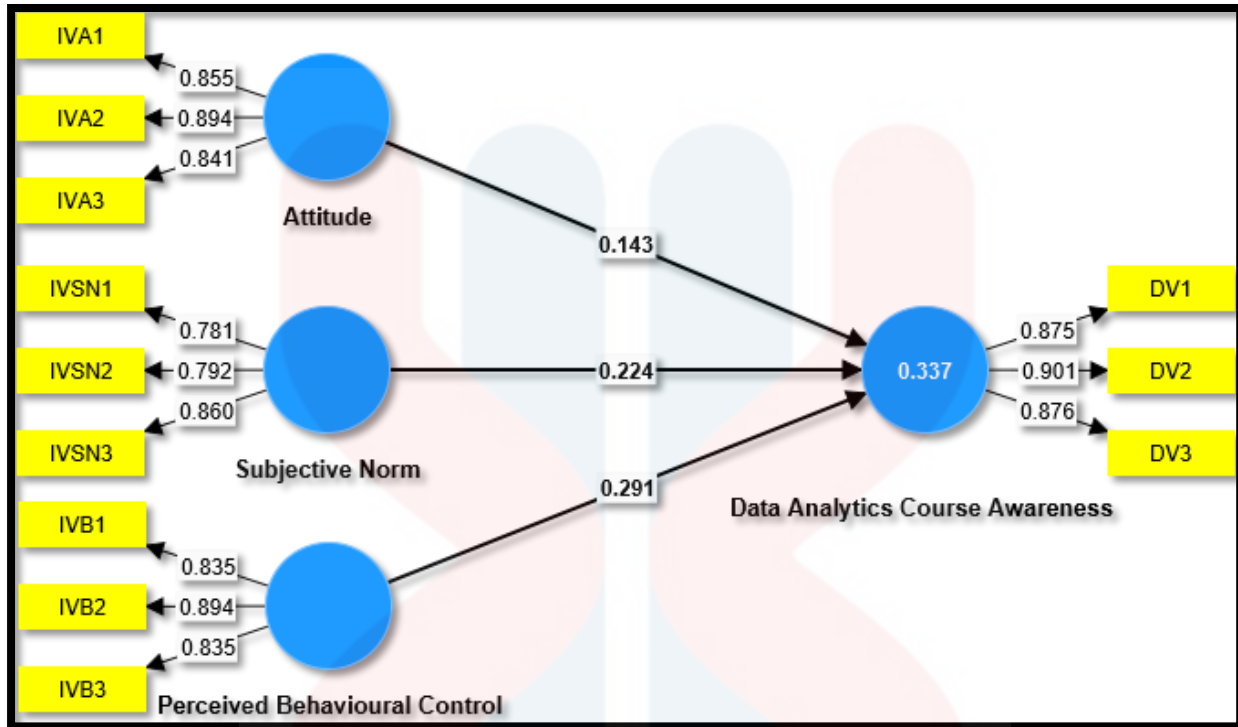 IVA1
0.855
IVA2
0.894
0.841
IVA3
Attitude
0.143
IVSN1
0.781
IVSN2
0.792
0.860
IVSN3
Subjective Norm
0.224
IVB1
0.835
IVB2
0.894
0.835
IVB3
Perceived Behavioural Control
0.291
0.337
Data Analytics Course Awareness
0.875
DV1
0.901
DV2
0.876
DV3